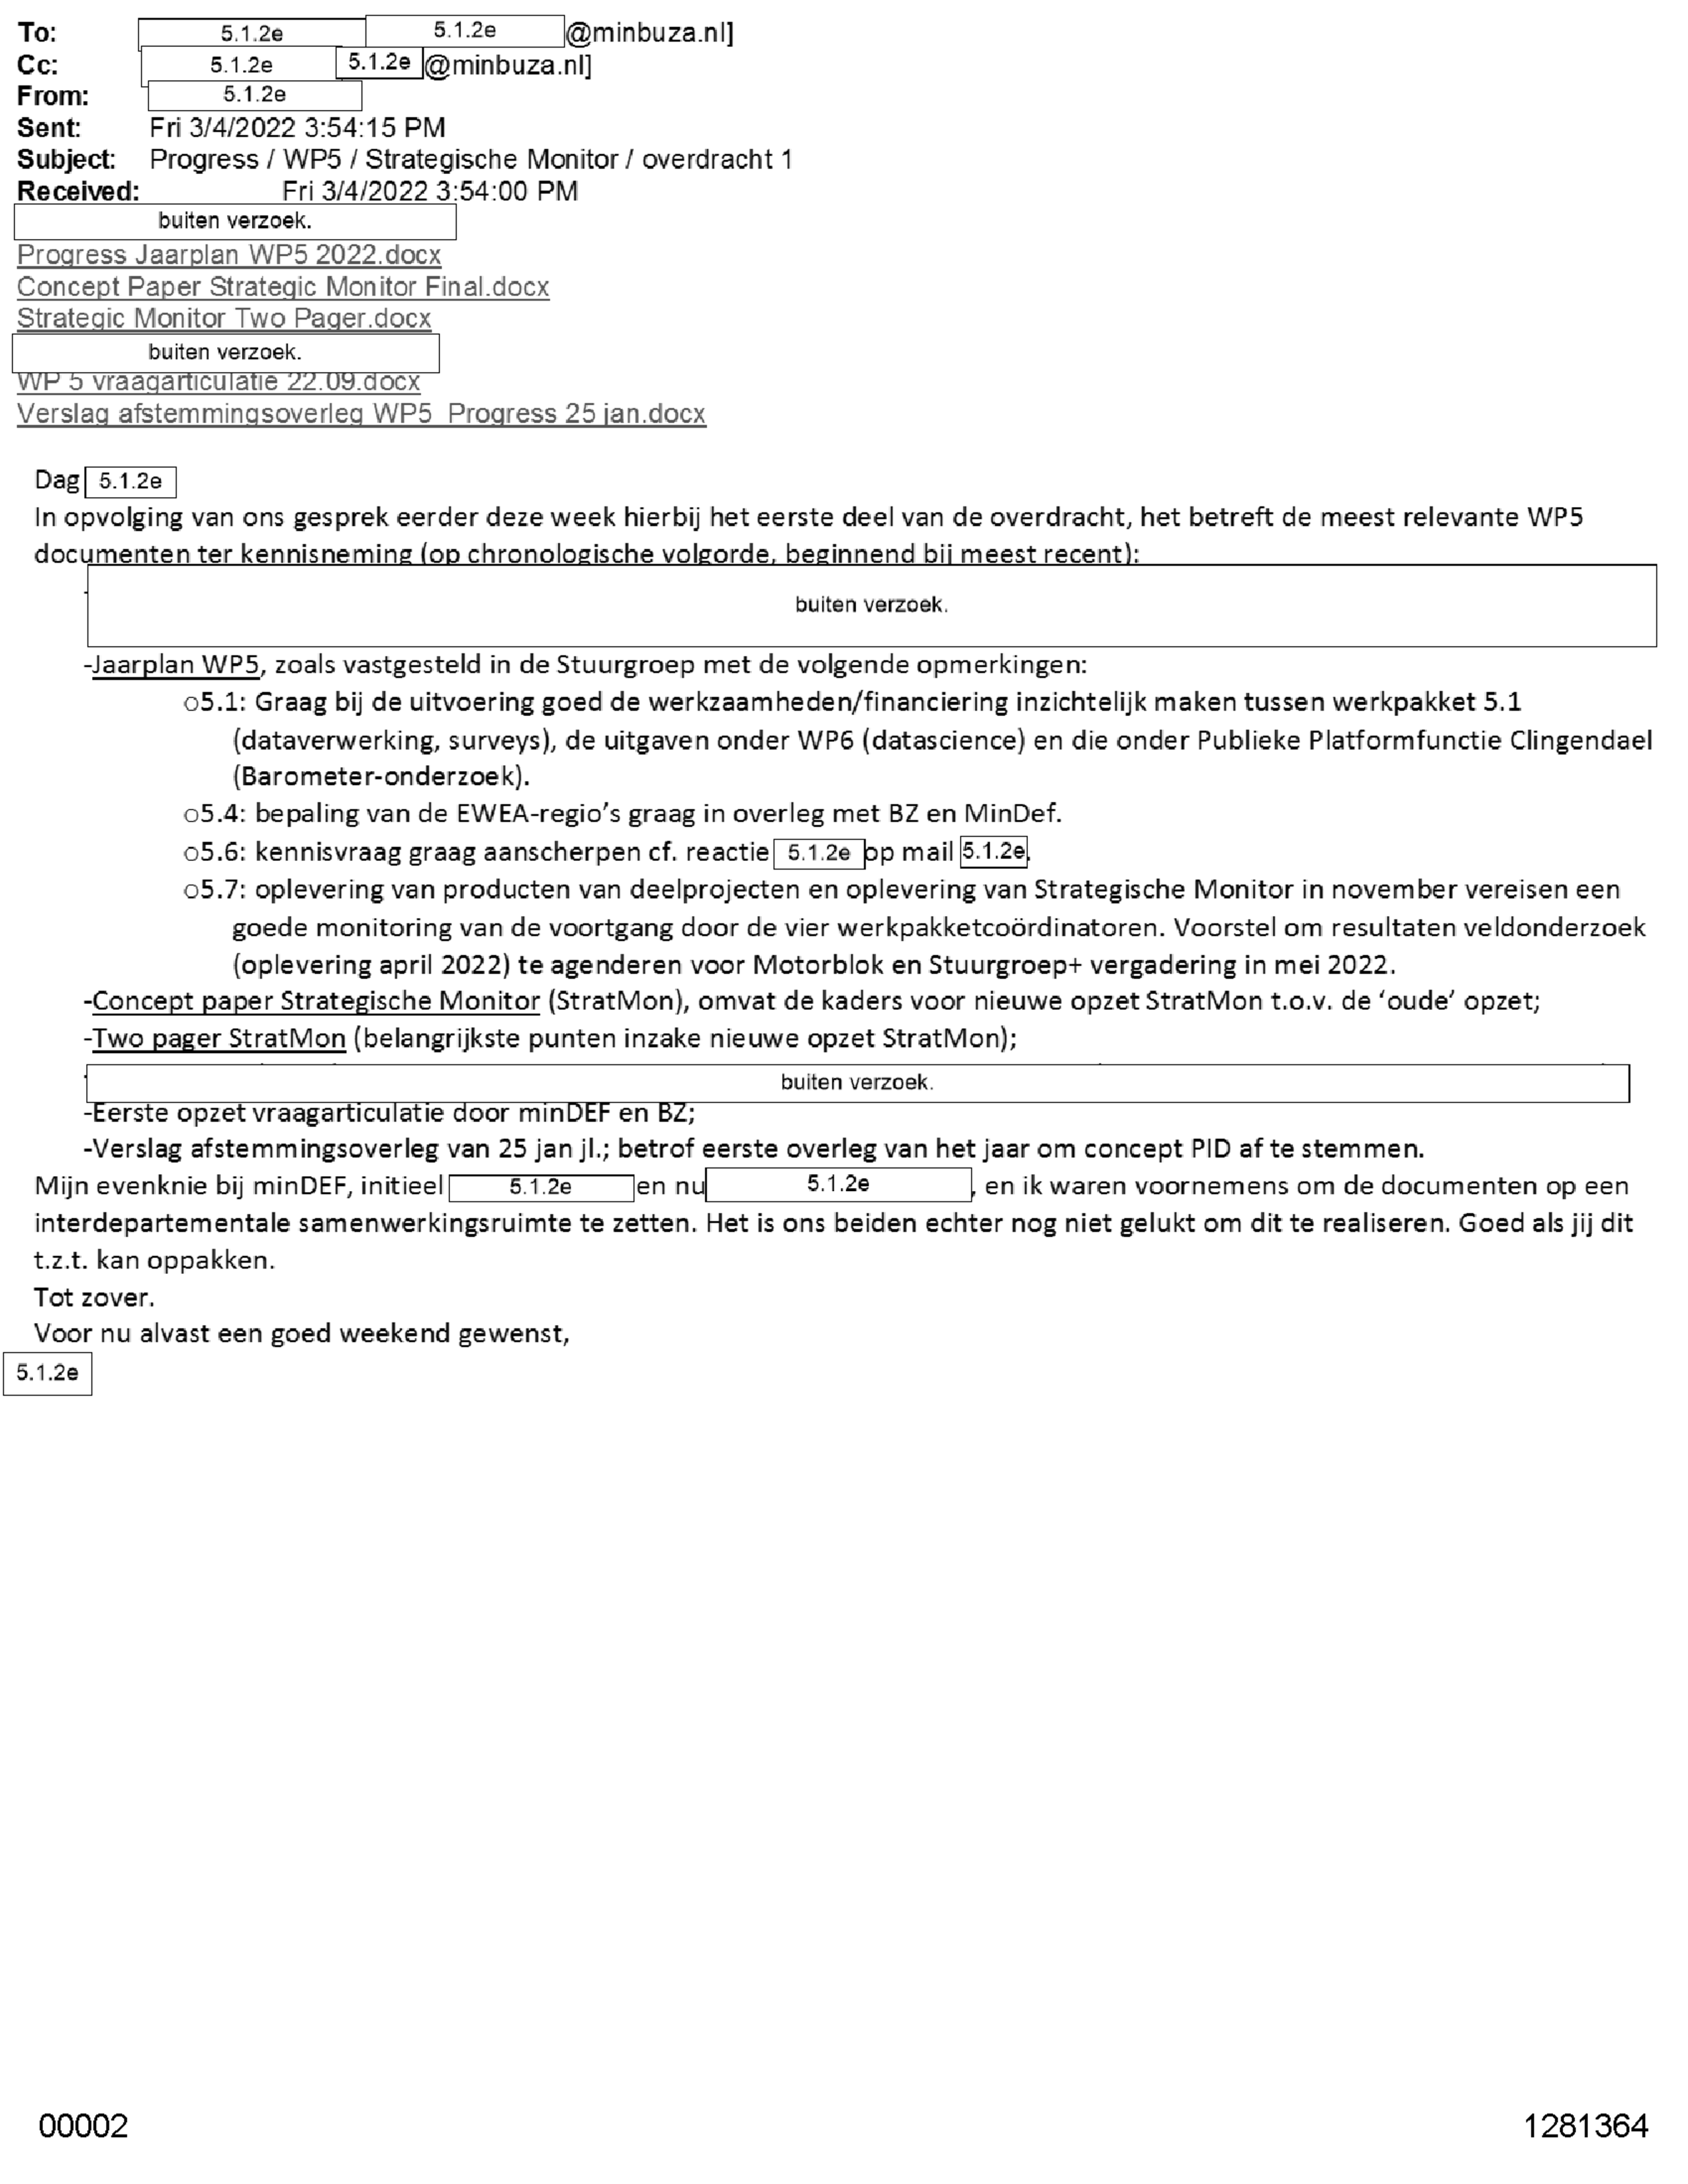 To: 5.1.2e 5.1.2e @minbuza.nl]
Cc: 5.1.2e 5.1.2e @minbuza.nl]
From: 5.1.2e
Sent: Fri 3/4/2022 3:54:15 PM
Subject: Progress / WP5 / Strategische Monitor / overdracht 1
Received: Fri 3/4/2022 3:54:00 PM
buiten verzoek.
Progress Jaarplan WP5 2022.docx
Concept Paper Strategic Monitor Final.docx
Strategic Monitor Two Pager.docx
buiten verzoek.
WP 5 vraagarticulatie 22.09.docx
Verslag afstemmingsoverleg WP5 Progress 25 jan.docx
Dag 5.1.2e
In opvolging van ons gesprek eerder deze week hierbij het eerste deel van de overdracht, het betreft de meest relevante WP5
documenten ter kennisneming (op chronologische volgorde, beginnend bij meest recent):
- buiten verzoek.
-Jaarplan WP5, zoals vastgesteld in de Stuurgroep met de volgende opmerkingen:
o5.1: Graag bij de uitvoering goed de werkzaamheden/financiering inzichtelijk maken tussen werkpakket 5.1
(dataverwerking, surveys), de uitgaven onder WP6 (datascience) en die onder Publieke Platformfunctie Clingendael
(Barometer-onderzoek).
o5.4: bepaling van de EWEA-regio’s graag in overleg met BZ en MinDef.
o5.6: kennisvraag graag aanscherpen cf. reactie 5.1.2e op mail 5.1.2e.
o5.7: oplevering van producten van deelprojecten en oplevering van Strategische Monitor in november vereisen een
goede monitoring van de voortgang door de vier werkpakketcoördinatoren. Voorstel om resultaten veldonderzoek
(oplevering april 2022) te agenderen voor Motorblok en Stuurgroep+ vergadering in mei 2022.
-Concept paper Strategische Monitor (StratMon), omvat de kaders voor nieuwe opzet StratMon t.o.v. de ‘oude’ opzet;
-Two pager StratMon (belangrijkste punten inzake nieuwe opzet StratMon);
buiten verzoek.
-Eerste opzet vraagarticulatie door minDEF en BZ;
-Verslag afstemmingsoverleg van 25 jan jl.; betrof eerste overleg van het jaar om concept PID af te stemmen.
Mijn evenknie bij minDEF, initieel 5.1.2e en nu 5.1.2e , en ik waren voornemens om de documenten op een
interdepartementale samenwerkingsruimte te zetten. Het is ons beiden echter nog niet gelukt om dit te realiseren. Goed als jij dit
t.z.t. kan oppakken.
Tot zover.
Voor nu alvast een goed weekend gewenst,
5.1.2e
00002 1281364